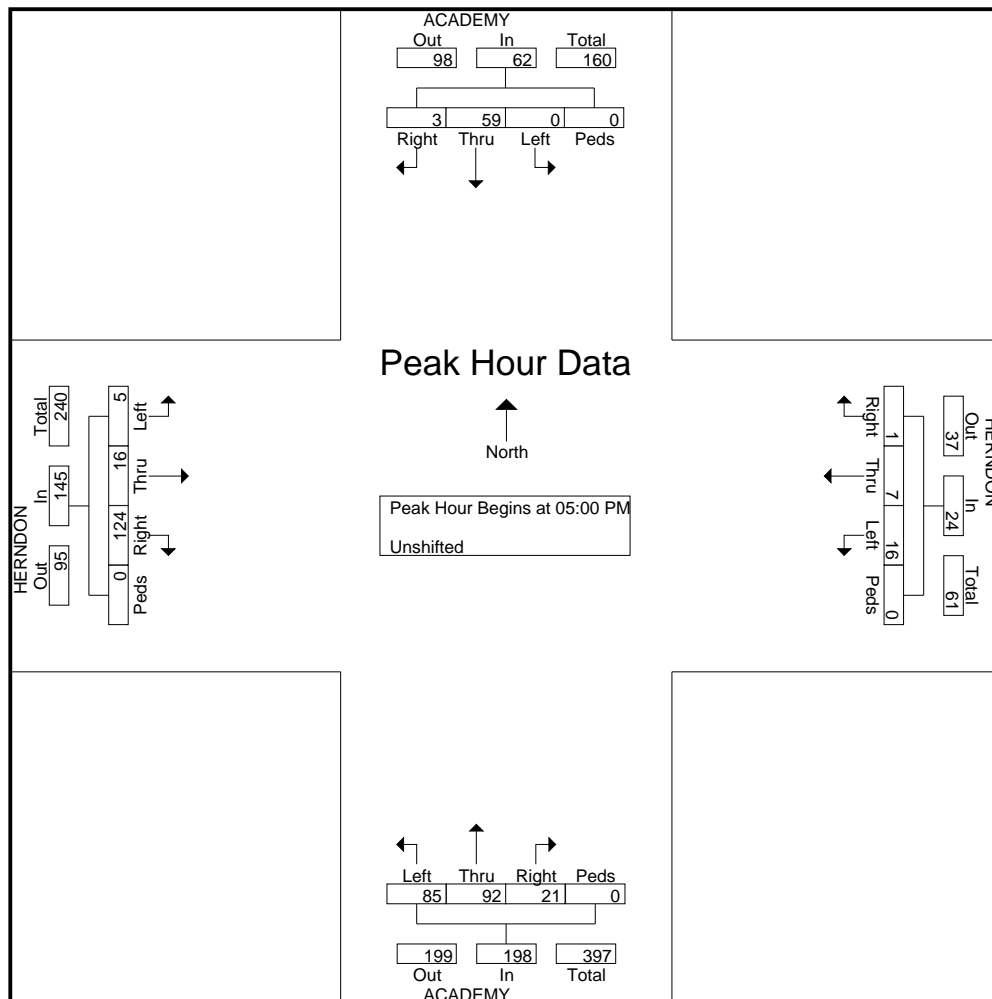 ACADEMY
Out In Total
98 62 160
3 59 0 0
Right Thru Left Peds
Peak Hour Data
North
Peak Hour Begins at 05:00 PM
Unshifted
HERNDON
Out In Total
95 145 240
0 124 16 5
Peds Right Thru Left
HERNDON
Out In Total
37 24 61
1 7 16 0
Right Thru Left Peds
Left Thru Right Peds
85 92 21 0
199 198 397
Out In Total
ACADEMY